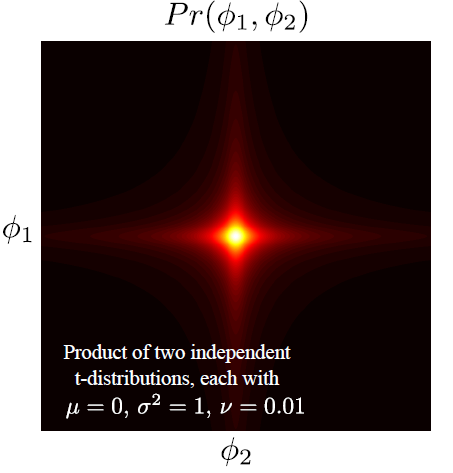 Pr(ϕ₁, ϕ₂)
ϕ₁
Product of two independent
t-distributions, each with
μ = 0, σ² = 1, ν = 0.01
ϕ₂